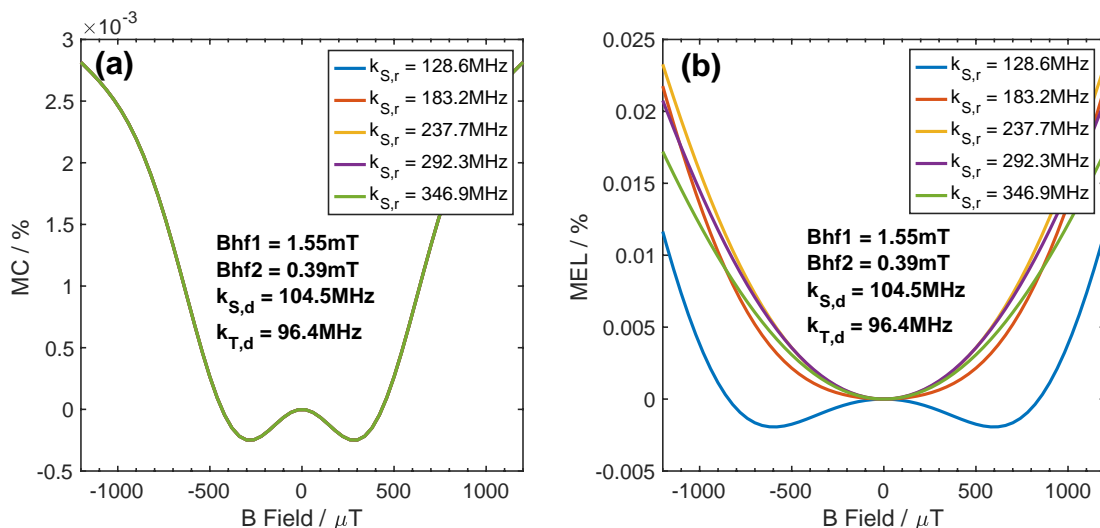 ×10⁻³
3
2.5
2
1.5
1
0.5
0
-0.5
MC / %
-1000 -500 0 500 1000
B Field / μT
(a)
k_S,r = 128.6MHz
k_S,r = 183.2MHz
k_S,r = 237.7MHz
k_S,r = 292.3MHz
k_S,r = 346.9MHz
Bhf1 = 1.55mT
Bhf2 = 0.39mT
k_S,d = 104.5MHz
k_T,d = 96.4MHz
0.025
0.02
0.015
0.01
0.005
0
-0.005
MEL / %
-1000 -500 0 500 1000
B Field / μT
(b)
k_S,r = 128.6MHz
k_S,r = 183.2MHz
k_S,r = 237.7MHz
k_S,r = 292.3MHz
k_S,r = 346.9MHz
Bhf1 = 1.55mT
Bhf2 = 0.39mT
k_S,d = 104.5MHz
k_T,d = 96.4MHz